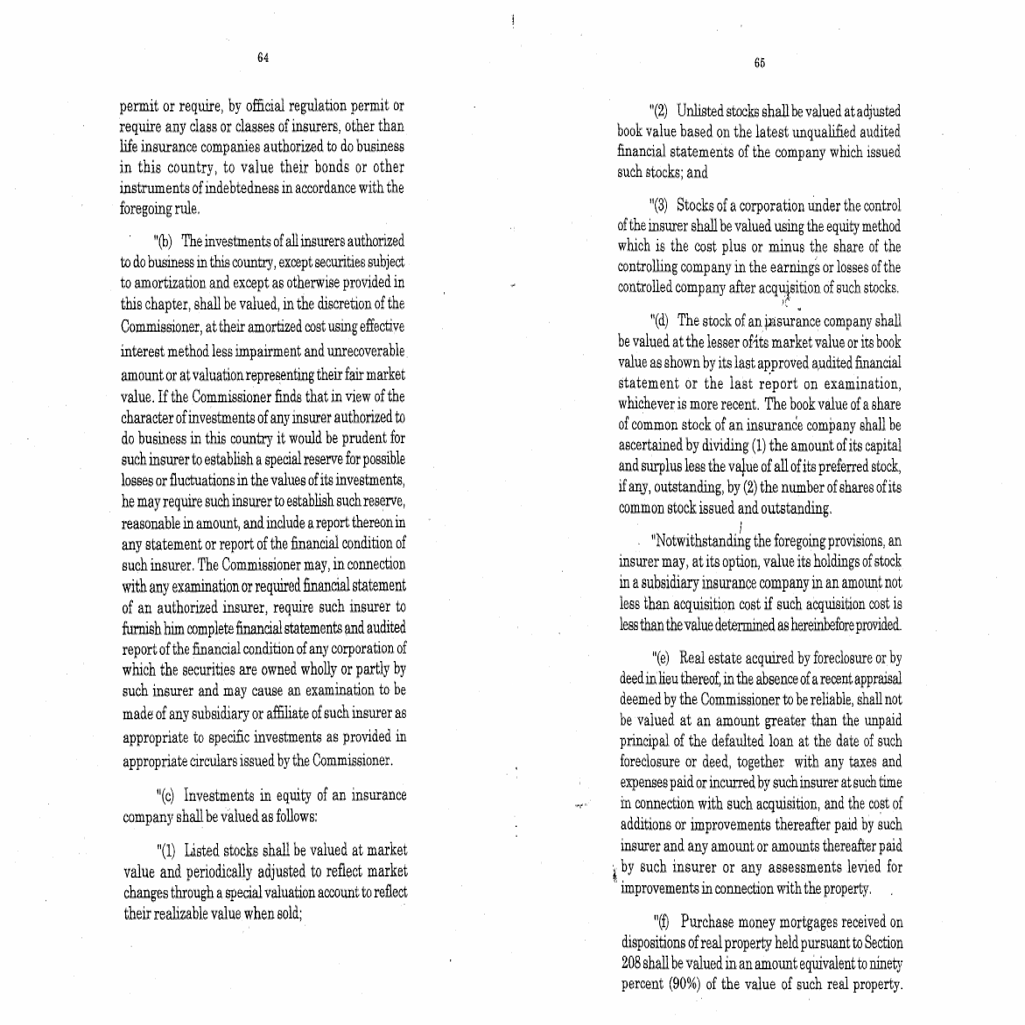 64
permit or require, by official regulation permit or
require any class or classes of insurers, other than
life insurance companies authorized to do business
in this country, to value their bonds or other
instruments of indebtedness in accordance with the
foregoing rule.
"(b) The investments of all insurers authorized
to do business in this country, except securities subject
to amortization and except as otherwise provided in
this chapter, shall be valued, in the discretion of the
Commissioner, at their amortized cost using effective
interest method less impairment and unrecoverable
amount or at valuation representing their fair market
value. If the Commissioner finds that in view of the
character of investments of any insurer authorized to
do business in this country it would be prudent for
such insurer to establish a special reserve for possible
losses or fluctuations in the values of its investments,
he may require such insurer to establish such reserve,
reasonable in amount, and include a report thereon in
any statement or report of the financial condition of
such insurer. The Commissioner may, in connection
with any examination or required financial statement
of an authorized insurer, require such insurer to
furnish him complete financial statements and audited
report of the financial condition of any corporation of
which the securities are owned wholly or partly by
such insurer and may cause an examination to be
made of any subsidiary or affiliate of such insurer as
appropriate to specific investments as provided in
appropriate circulars issued by the Commissioner.
"(c) Investments in equity of an insurance
company shall be valued as follows:
"(1) Listed stocks shall be valued at market
value and periodically adjusted to reflect market
changes through a special valuation account to reflect
their realizable value when sold;
65
"(2) Unlisted stocks shall be valued at adjusted
book value based on the latest unqualified audited
financial statements of the company which issued
such stocks; and
"(3) Stocks of a corporation under the control
of the insurer shall be valued using the equity method
which is the cost plus or minus the share of the
controlling company in the earnings or losses of the
controlled company after acquisition of such stocks.
"(d) The stock of an insurance company shall
be valued at the lesser of its market value or its book
value as shown by its last approved audited financial
statement or the last report on examination,
whichever is more recent. The book value of a share
of common stock of an insurance company shall be
ascertained by dividing (1) the amount of its capital
and surplus less the value of all of its preferred stock,
if any, outstanding, by (2) the number of shares of its
common stock issued and outstanding.
"Notwithstanding the foregoing provisions, an
insurer may, at its option, value its holdings of stock
in a subsidiary insurance company in an amount not
less than acquisition cost if such acquisition cost is
less than the value determined as hereinbefore provided.
"(e) Real estate acquired by foreclosure or by
deed in lieu thereof, in the absence of a recent appraisal
deemed by the Commissioner to be reliable, shall not
be valued at an amount greater than the unpaid
principal of the defaulted loan at the date of such
foreclosure or deed, together with any taxes and
expenses paid or incurred by such insurer at such time
in connection with such acquisition, and the cost of
additions or improvements thereafter paid by such
insurer and any amount or amounts thereafter paid
by such insurer or any assessments levied for
improvements in connection with the property.
"(f) Purchase money mortgages received on
dispositions of real property held pursuant to Section
208 shall be valued in an amount equivalent to ninety
percent (90%) of the value of such real property.